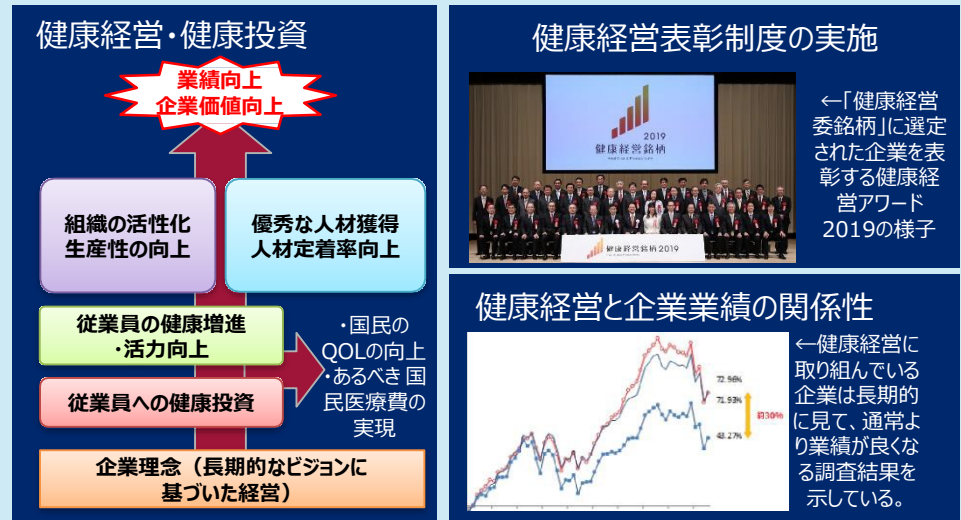 健康経営・健康投資
業績向上
企業価値向上
組織の活性化
生産性の向上
優秀な人材獲得
人材定着率向上
従業員の健康増進
・活力向上
従業員への健康投資
・国民の
QOLの向上
・あるべき国
民医療費の
実現
企業理念（長期的なビジョンに
基づいた経営）
健康経営表彰制度の実施
2019
健康経営銘柄
健康経営銘柄2019
←「健康経営
委銘柄」に選定
された企業を表
彰する健康経
営アワード
2019の様子
健康経営と企業業績の関係性
72.96%
71.93%
約30%
43.27%
←健康経営に
取り組んでいる
企業は長期的
に見て、通常よ
り業績が良くな
る調査結果を
示している。